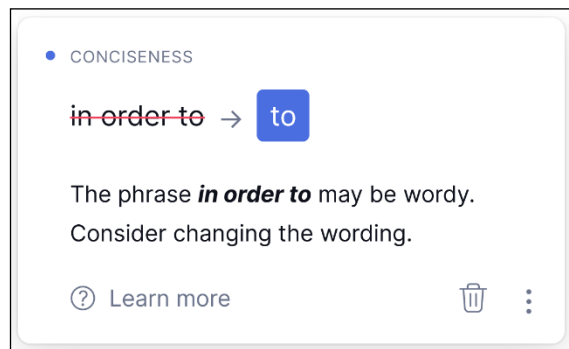 CONCISENESS
in order to → to
The phrase in order to may be wordy.
Consider changing the wording.
Learn more